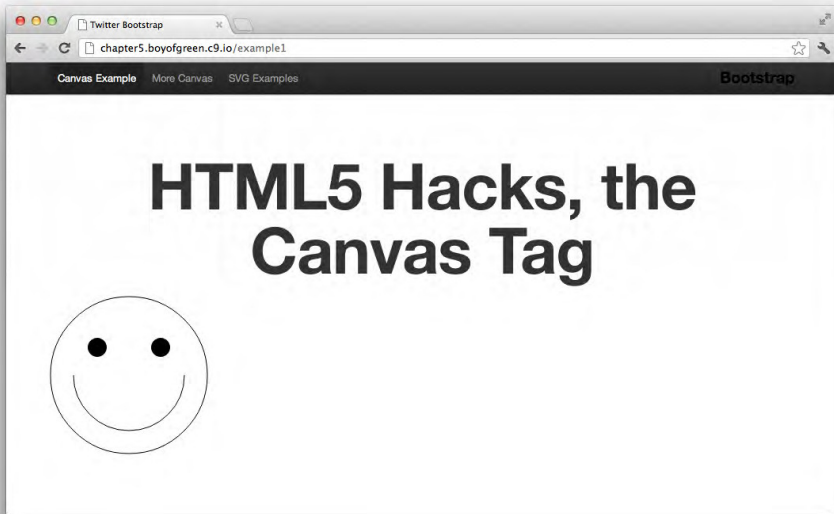 Twitter Bootstrap
chapter5.boyofgreen.c9.io/example1
Canvas Example More Canvas SVG Examples Bootstrap
HTML5 Hacks, the
Canvas Tag